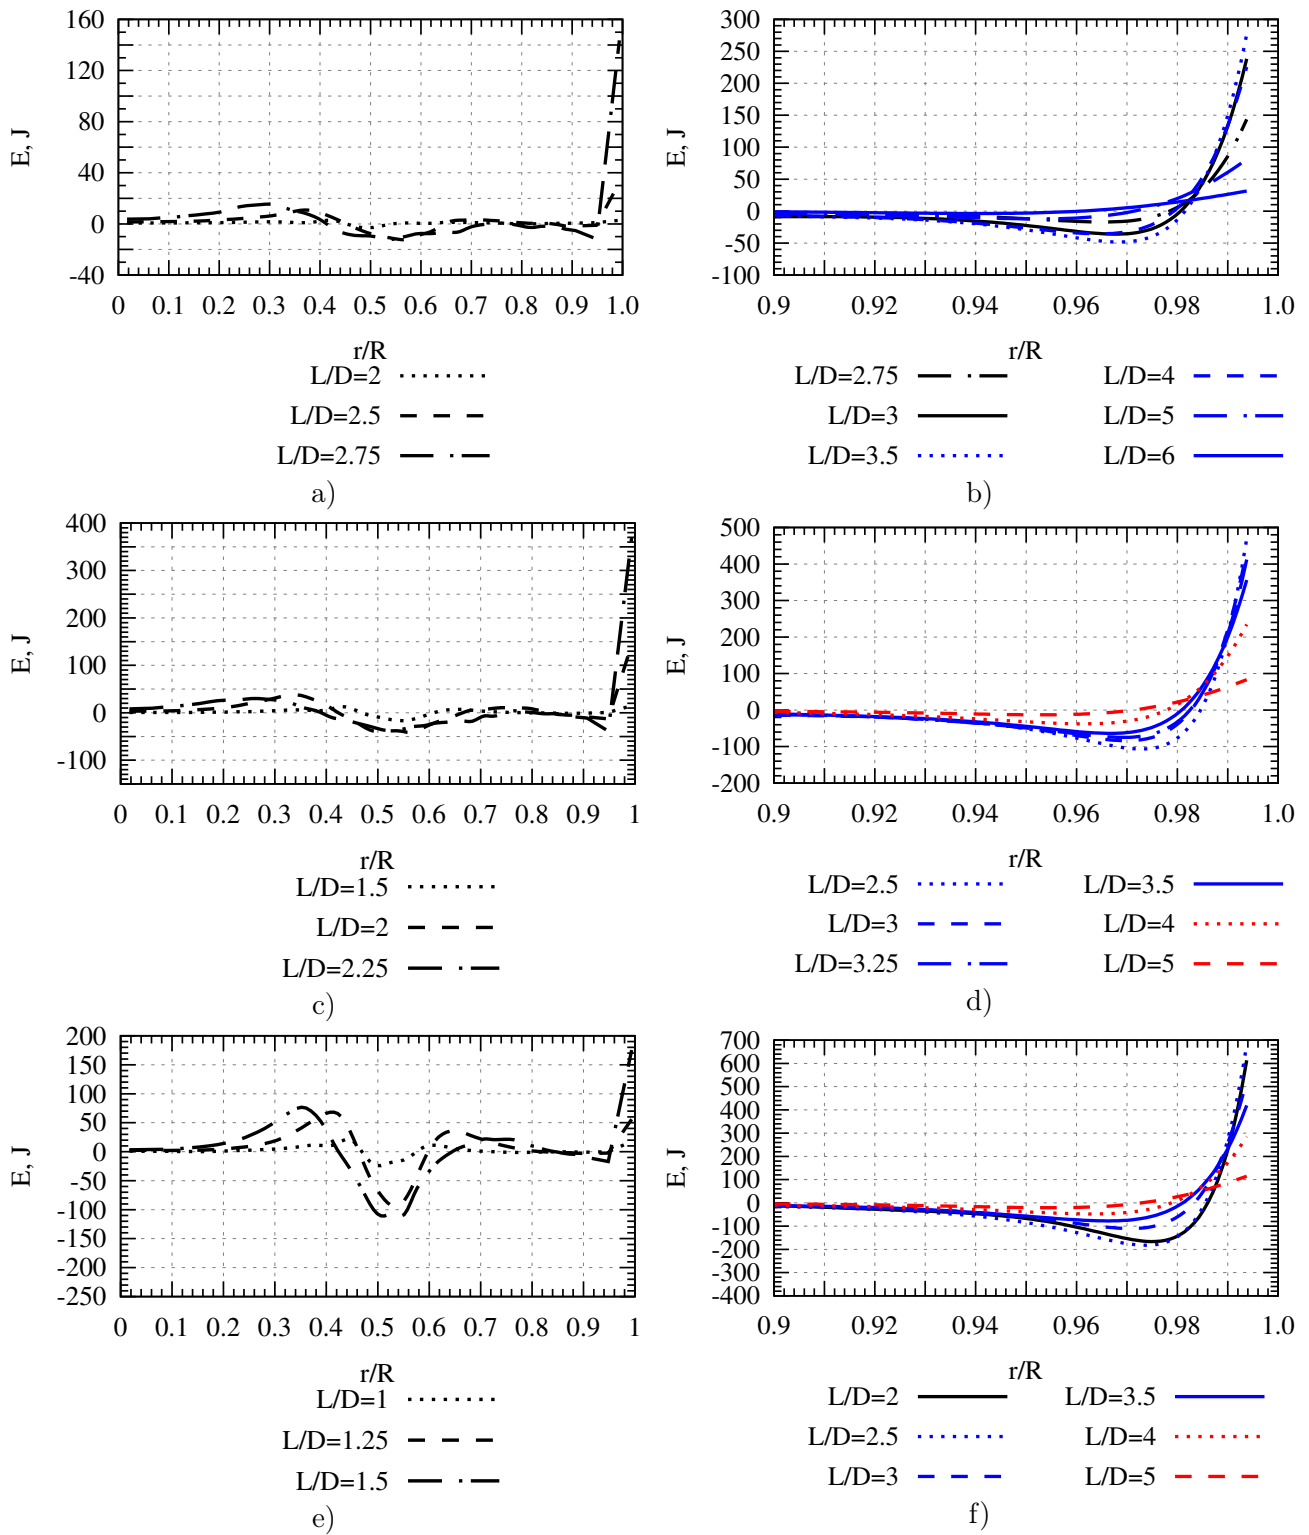 160
120
80
40
0
-40
E, J
0 0.1 0.2 0.3 0.4 0.5 0.6 0.7 0.8 0.9 1.0
r/R
L/D=2
L/D=2.5
L/D=2.75
a)
300
250
200
150
100
50
0
-50
-100
E, J
0.9 0.92 0.94 0.96 0.98 1.0
r/R
L/D=2.75 L/D=4
L/D=3 L/D=5
L/D=3.5 L/D=6
b)
400
300
200
100
0
-100
E, J
0 0.1 0.2 0.3 0.4 0.5 0.6 0.7 0.8 0.9 1
r/R
L/D=1.5
L/D=2
L/D=2.25
c)
500
400
300
200
100
0
-100
-200
E, J
0.9 0.92 0.94 0.96 0.98 1.0
r/R
L/D=2.5 L/D=3.5
L/D=3 L/D=4
L/D=3.25 L/D=5
d)
200
150
100
50
0
-50
-100
-150
-200
-250
E, J
0 0.1 0.2 0.3 0.4 0.5 0.6 0.7 0.8 0.9 1
r/R
L/D=1
L/D=1.25
L/D=1.5
e)
700
600
500
400
300
200
100
0
-100
-200
-300
-400
E, J
0.9 0.92 0.94 0.96 0.98 1.0
r/R
L/D=2 L/D=3.5
L/D=2.5 L/D=4
L/D=3 L/D=5
f)